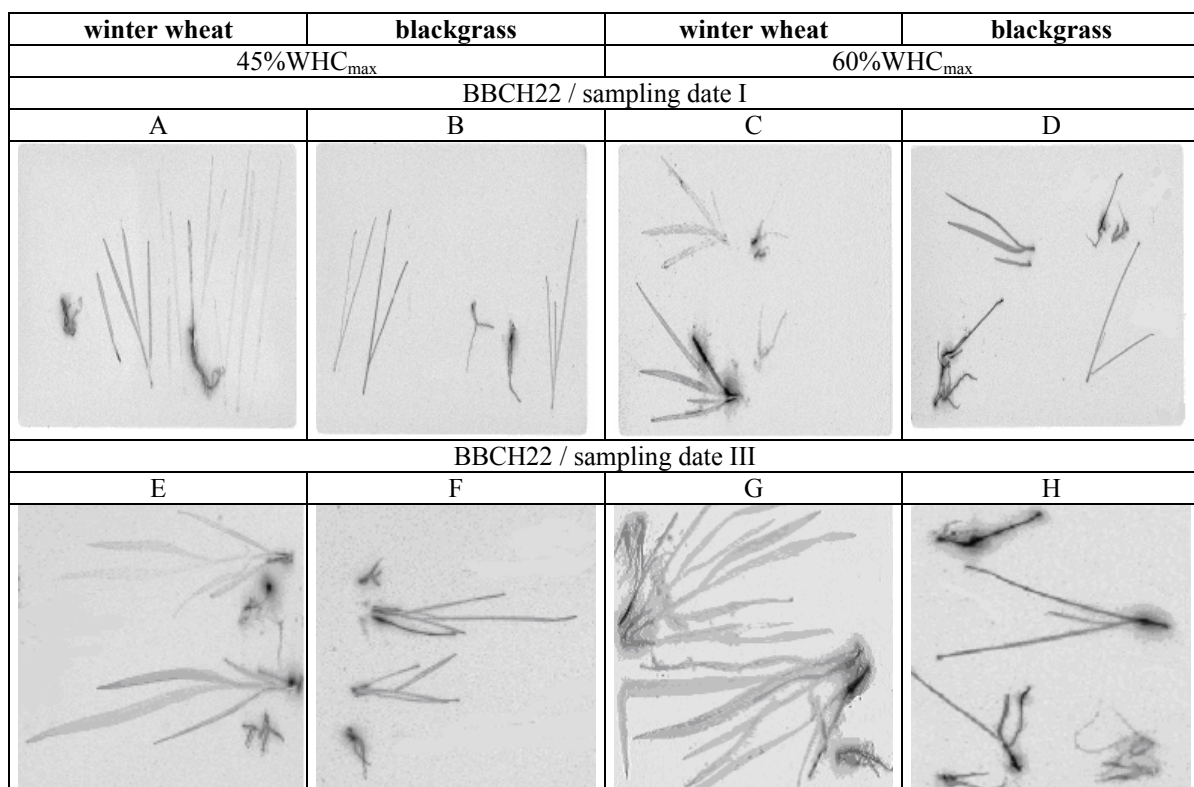 winter wheat blackgrass winter wheat blackgrass
45%WHCmax 60%WHCmax
BBCH22 / sampling date I
A B C D
BBCH22 / sampling date III
E F G H